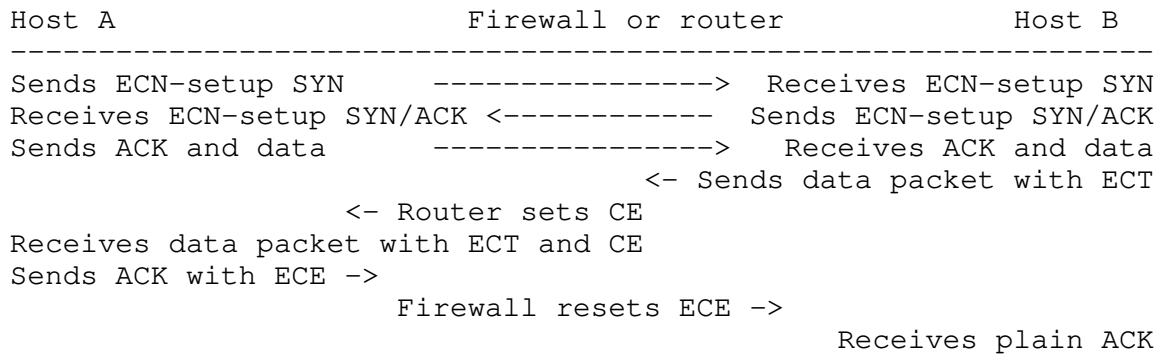 Host A                    Firewall or router             Host B
-----------------------------------------------------------------
Sends ECN-setup SYN     ----------------> Receives ECN-setup SYN
Receives ECN-setup SYN/ACK <------------ Sends ECN-setup SYN/ACK
Sends ACK and data      ----------------> Receives ACK and data
<- Sends data packet with ECT
<- Router sets CE
Receives data packet with ECT and CE
Sends ACK with ECE ->
Firewall resets ECE ->
Receives plain ACK